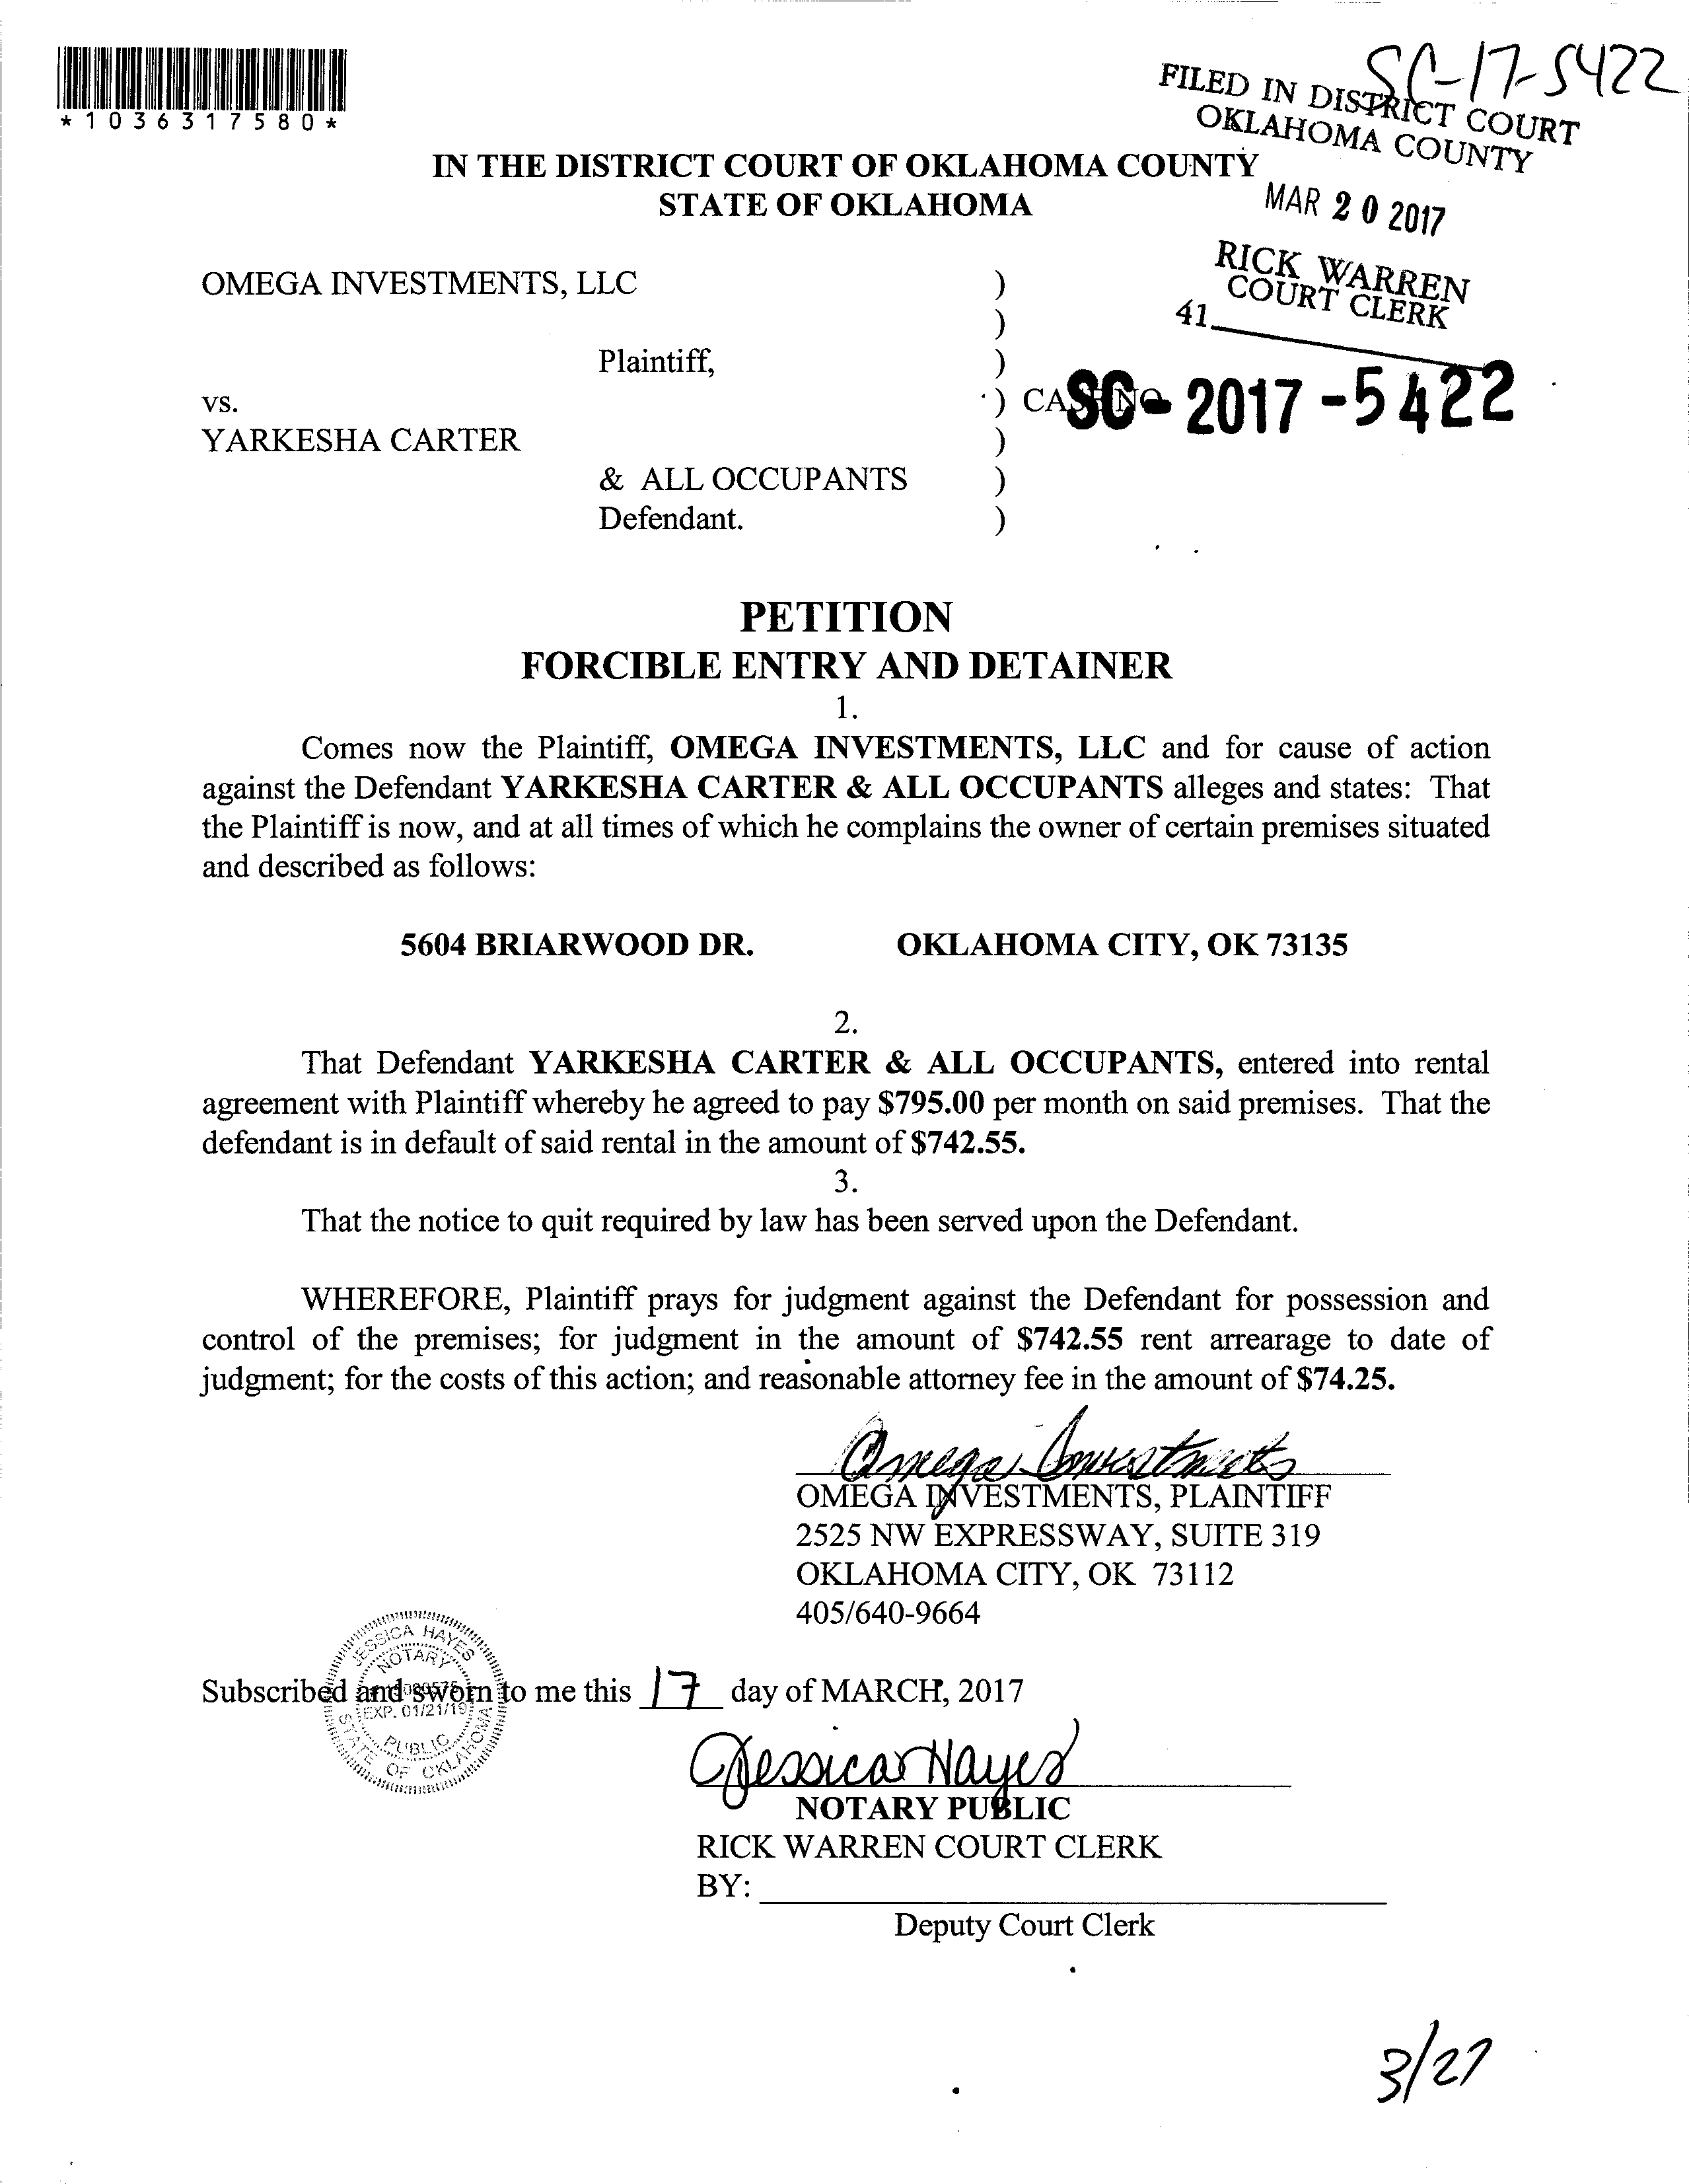 SC-17-5422
*1036317580*
FILED IN DISTRICT COURT
OKLAHOMA COUNTY
IN THE DISTRICT COURT OF OKLAHOMA COUNTY
STATE OF OKLAHOMA
MAR 20 2017
RICK WARREN
COURT CLERK
41
OMEGA INVESTMENTS, LLC )
)
Plaintiff, )
vs. ) CASE NO. SC-2017-5422
YARKESHA CARTER )
& ALL OCCUPANTS )
Defendant. )
PETITION
FORCIBLE ENTRY AND DETAINER
1.
Comes now the Plaintiff, OMEGA INVESTMENTS, LLC and for cause of action
against the Defendant YARKESHA CARTER & ALL OCCUPANTS alleges and states: That
the Plaintiff is now, and at all times of which he complains the owner of certain premises situated
and described as follows:
5604 BRIARWOOD DR. OKLAHOMA CITY, OK 73135
2.
That Defendant YARKESHA CARTER & ALL OCCUPANTS, entered into rental
agreement with Plaintiff whereby he agreed to pay $795.00 per month on said premises. That the
defendant is in default of said rental in the amount of $742.55.
3.
That the notice to quit required by law has been served upon the Defendant.
WHEREFORE, Plaintiff prays for judgment against the Defendant for possession and
control of the premises; for judgment in the amount of $742.55 rent arrearage to date of
judgment; for the costs of this action; and reasonable attorney fee in the amount of $74.25.
Omega Investments
OMEGA INVESTMENTS, PLAINTIFF
2525 NW EXPRESSWAY, SUITE 319
OKLAHOMA CITY, OK 73112
405/640-9664
JESSICA HAYES
NOTARY
EXP. 01/21/19
PUBLIC
STATE OF OKLAHOMA
Subscribed and sworn to me this 17 day of MARCH, 2017
Jessica Hayes
NOTARY PUBLIC
RICK WARREN COURT CLERK
BY:
Deputy Court Clerk
3/27